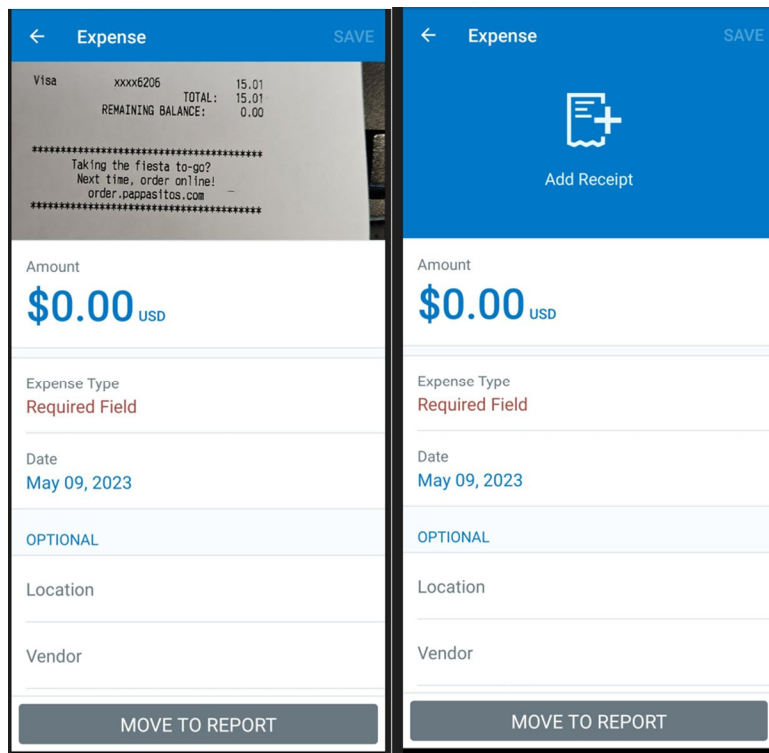 Expense SAVE
Visa xxxx6206 15.01
TOTAL: 15.01
REMAINING BALANCE: 0.00
****************************************
Taking the fiesta to-go?
Next time, order online!
order.pappasitos.com
****************************************
Amount
$0.00 USD
Expense Type
Required Field
Date
May 09, 2023
OPTIONAL
Location
Vendor
MOVE TO REPORT
Expense SAVE
Add Receipt
Amount
$0.00 USD
Expense Type
Required Field
Date
May 09, 2023
OPTIONAL
Location
Vendor
MOVE TO REPORT